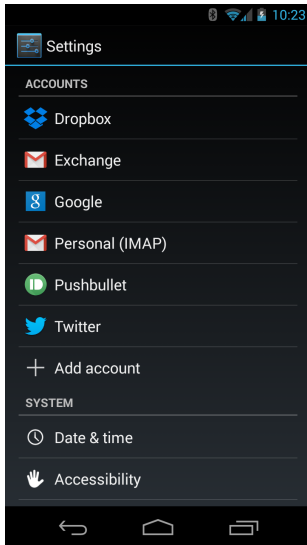 10:23
Settings
ACCOUNTS
Dropbox
Exchange
Google
Personal (IMAP)
Pushbullet
Twitter
Add account
SYSTEM
Date & time
Accessibility